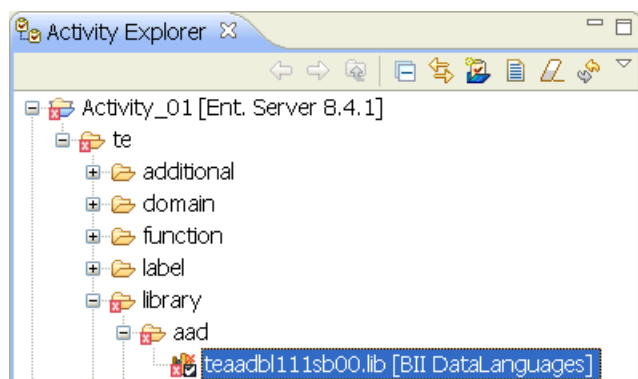 Activity Explorer
Activity_01 [Ent. Server 8.4.1]
te
additional
domain
function
label
library
aad
teaadbl111sb00.lib [BII DataLanguages]